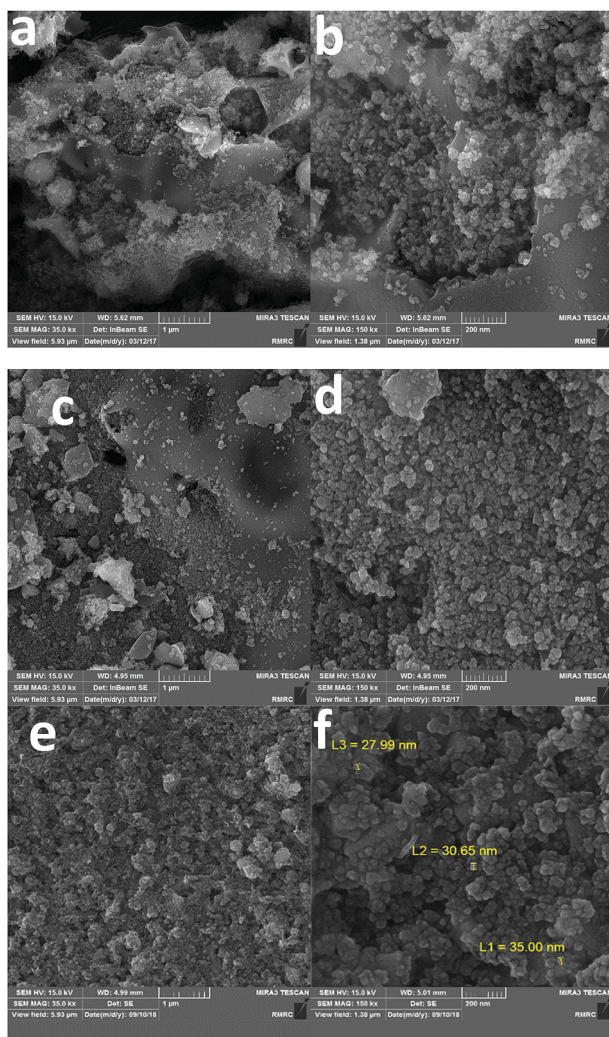 a
b
SEM HV: 15.0 kV WD: 5.62 mm MIRA3 TESCAN
SEM MAG: 35.0 kx Det: InBeam SE 1 µm
View field: 5.93 µm Date(m/d/y): 03/12/17 RMRC
SEM HV: 15.0 kV WD: 5.62 mm MIRA3 TESCAN
SEM MAG: 150 kx Det: InBeam SE 200 nm
View field: 1.38 µm Date(m/d/y): 03/12/17 RMRC
c
d
SEM HV: 15.0 kV WD: 4.95 mm MIRA3 TESCAN
SEM MAG: 35.0 kx Det: InBeam SE 1 µm
View field: 5.93 µm Date(m/d/y): 03/12/17 RMRC
SEM HV: 15.0 kV WD: 4.95 mm MIRA3 TESCAN
SEM MAG: 150 kx Det: InBeam SE 200 nm
View field: 1.38 µm Date(m/d/y): 03/12/17 RMRC
e
f
L3 = 27.99 nm
L2 = 30.65 nm
L1 = 35.00 nm
SEM HV: 15.0 kV WD: 4.99 mm MIRA3 TESCAN
SEM MAG: 35.0 kx Det: SE 1 µm
View field: 5.93 µm Date(m/d/y): 09/10/18 RMRC
SEM HV: 15.0 kV WD: 5.01 mm MIRA3 TESCAN
SEM MAG: 150 kx Det: SE 200 nm
View field: 1.38 µm Date(m/d/y): 09/10/18 RMRC